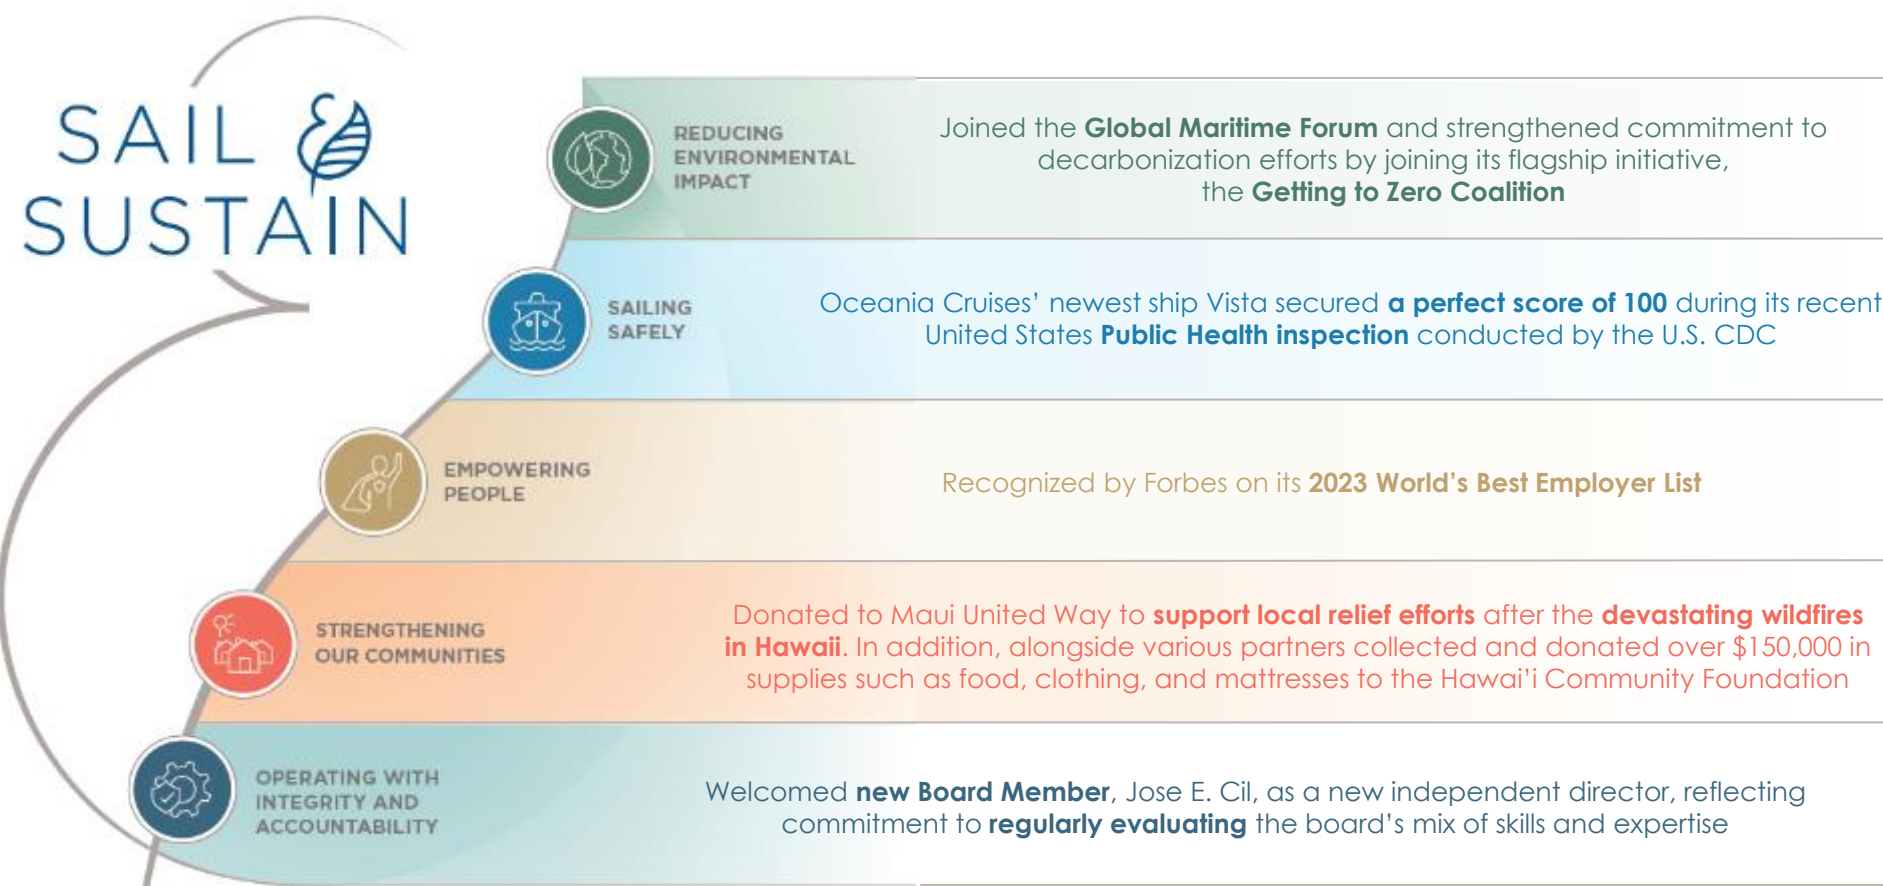 SAIL &
SUSTAIN
REDUCING
ENVIRONMENTAL
IMPACT
Joined the Global Maritime Forum and strengthened commitment to
decarbonization efforts by joining its flagship initiative,
the Getting to Zero Coalition
SAILING
SAFELY
Oceania Cruises’ newest ship Vista secured a perfect score of 100 during its recent
United States Public Health inspection conducted by the U.S. CDC
EMPOWERING
PEOPLE
Recognized by Forbes on its 2023 World’s Best Employer List
STRENGTHENING
OUR COMMUNITIES
Donated to Maui United Way to support local relief efforts after the devastating wildfires
in Hawaii. In addition, alongside various partners collected and donated over $150,000 in
supplies such as food, clothing, and mattresses to the Hawai’i Community Foundation
OPERATING WITH
INTEGRITY AND
ACCOUNTABILITY
Welcomed new Board Member, Jose E. Cil, as a new independent director, reflecting
commitment to regularly evaluating the board’s mix of skills and expertise